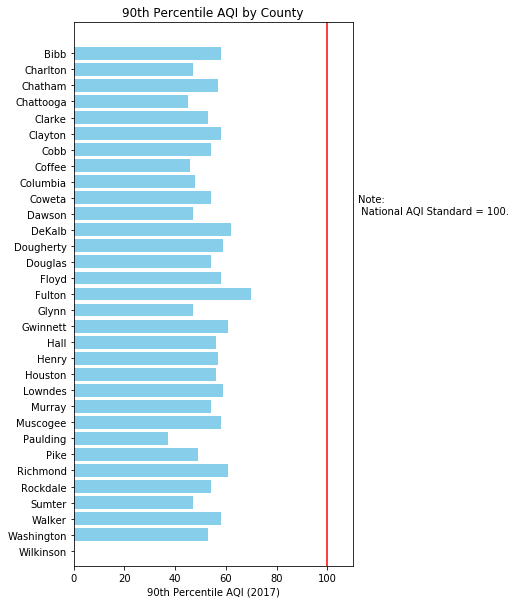 90th Percentile AQI by County
Bibb
Charlton
Chatham
Chattooga
Clarke
Clayton
Cobb
Coffee
Columbia
Coweta
Dawson
DeKalb
Dougherty
Douglas
Floyd
Fulton
Glynn
Gwinnett
Hall
Henry
Houston
Lowndes
Murray
Muscogee
Paulding
Pike
Richmond
Rockdale
Sumter
Walker
Washington
Wilkinson
Note:
National AQI Standard = 100.
0 20 40 60 80 100
90th Percentile AQI (2017)